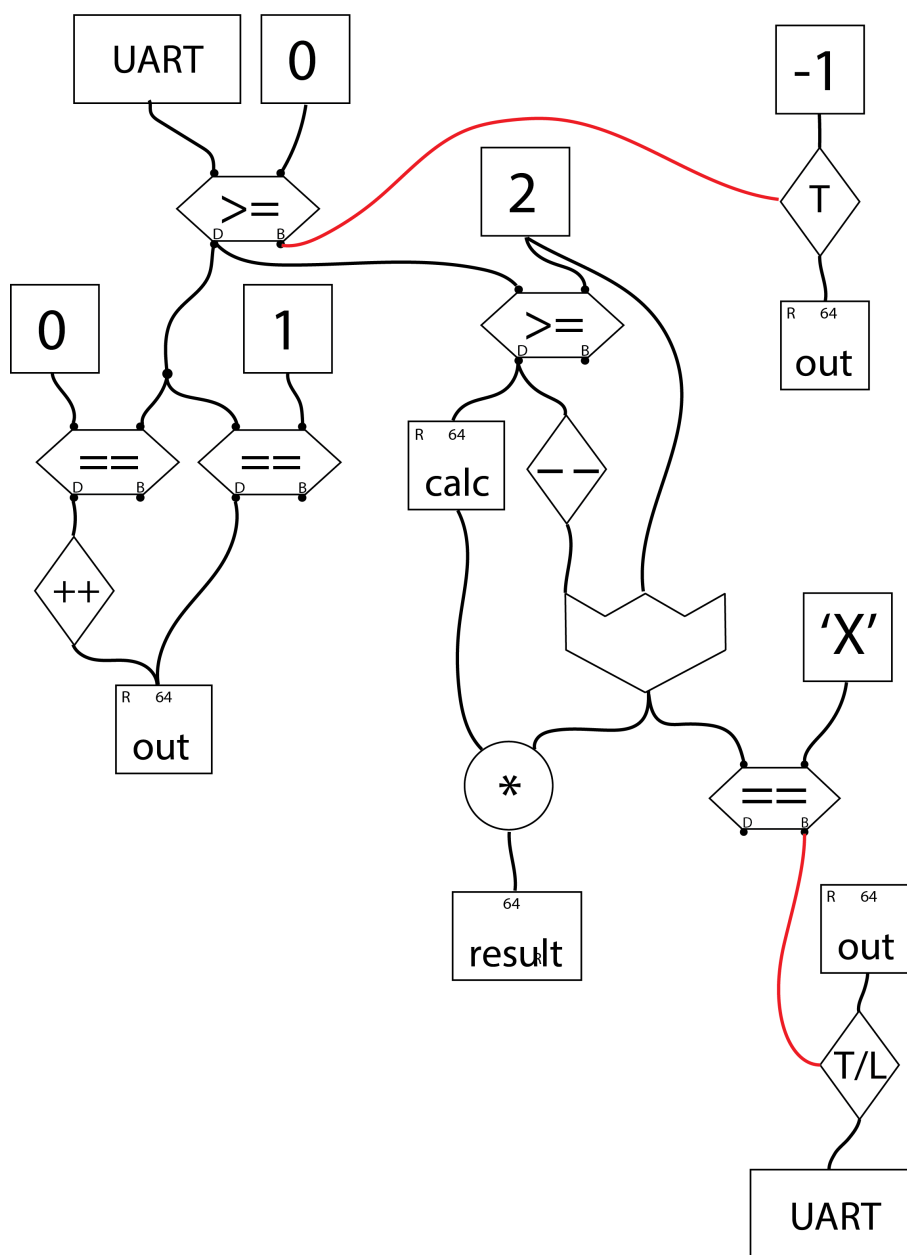 UART
0
-1
T
2
>=
D B
R 64
out
0
1
>=
D B
==
D B
==
D B
R 64
calc
--
++
R 64
out
'X'
*
==
D B
64
result
R
R 64
out
T/L
UART